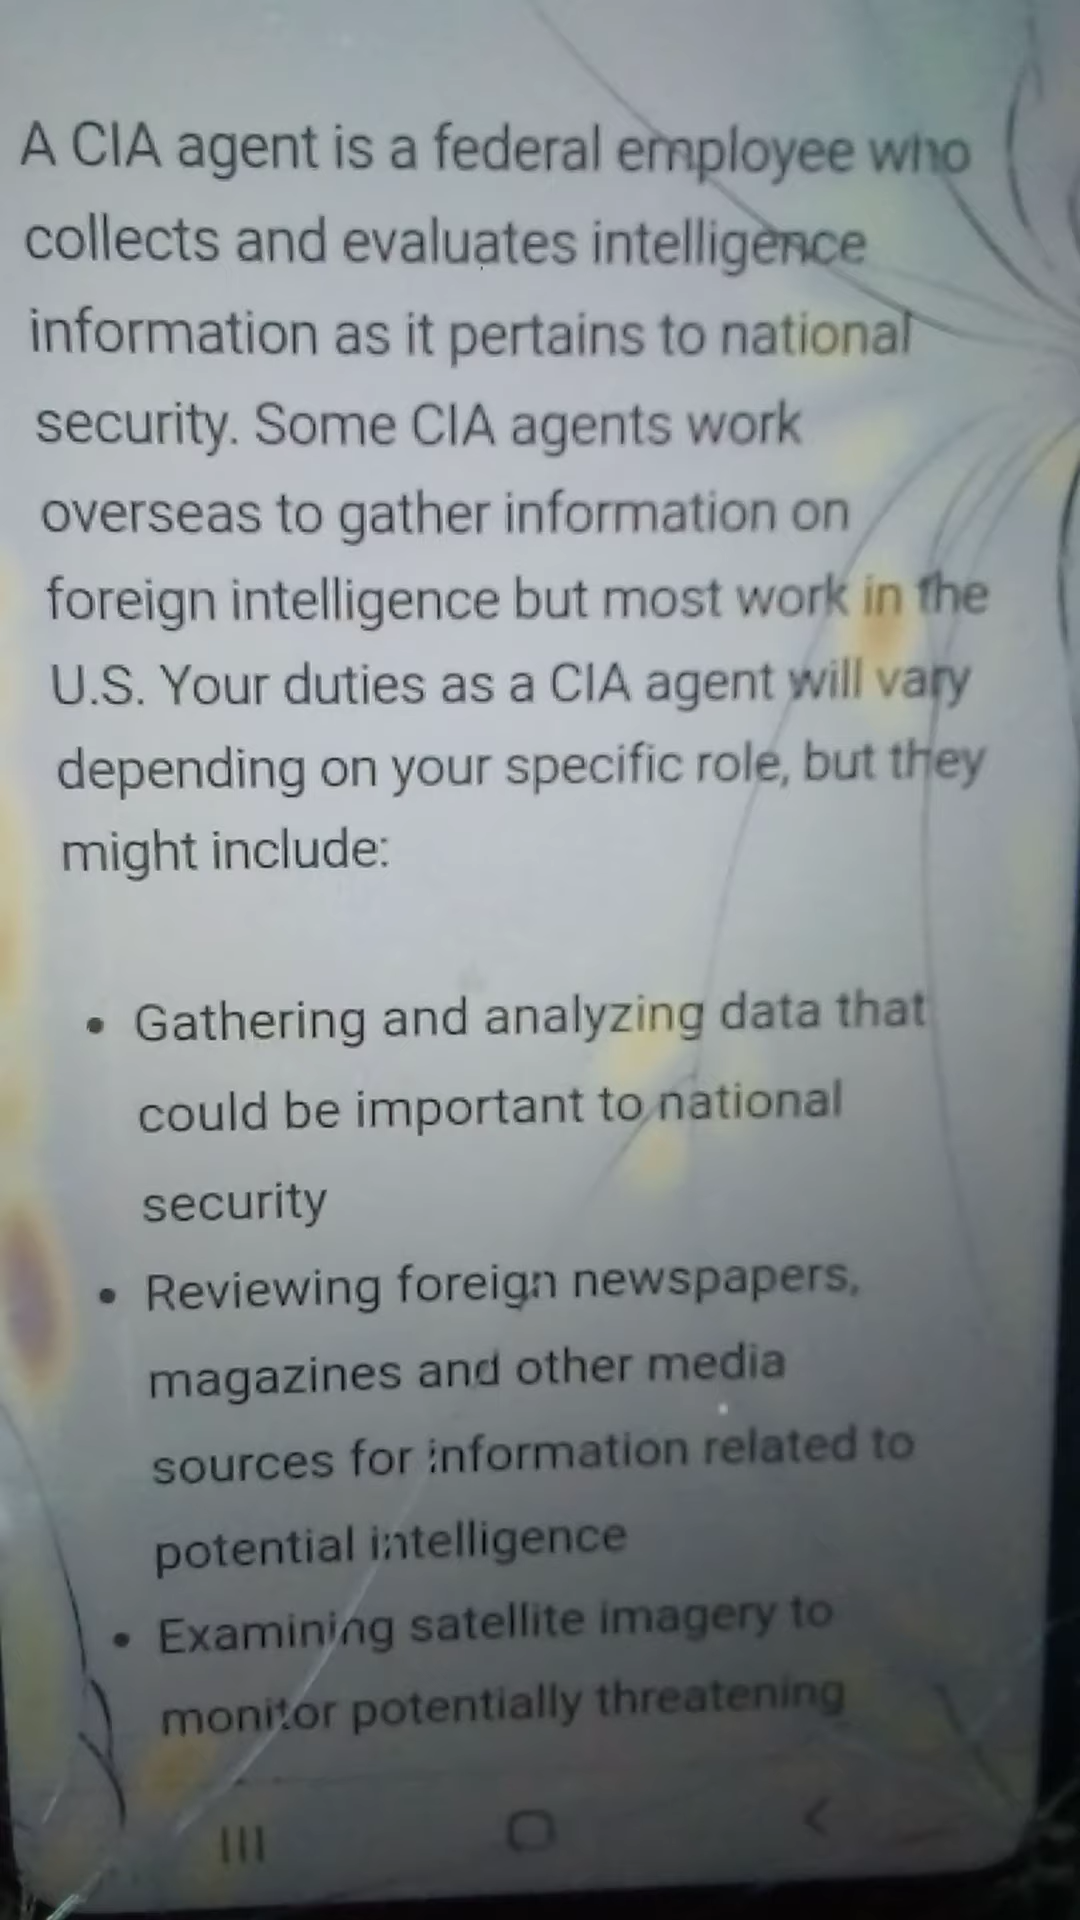 A CIA agent is a federal employee who
collects and evaluates intelligence
information as it pertains to national
security. Some CIA agents work
overseas to gather information on
foreign intelligence but most work in the
U.S. Your duties as a CIA agent will vary
depending on your specific role, but they
might include:
• Gathering and analyzing data that
could be important to national
security
• Reviewing foreign newspapers,
magazines and other media
sources for information related to
potential intelligence
• Examining satellite imagery to
monitor potentially threatening